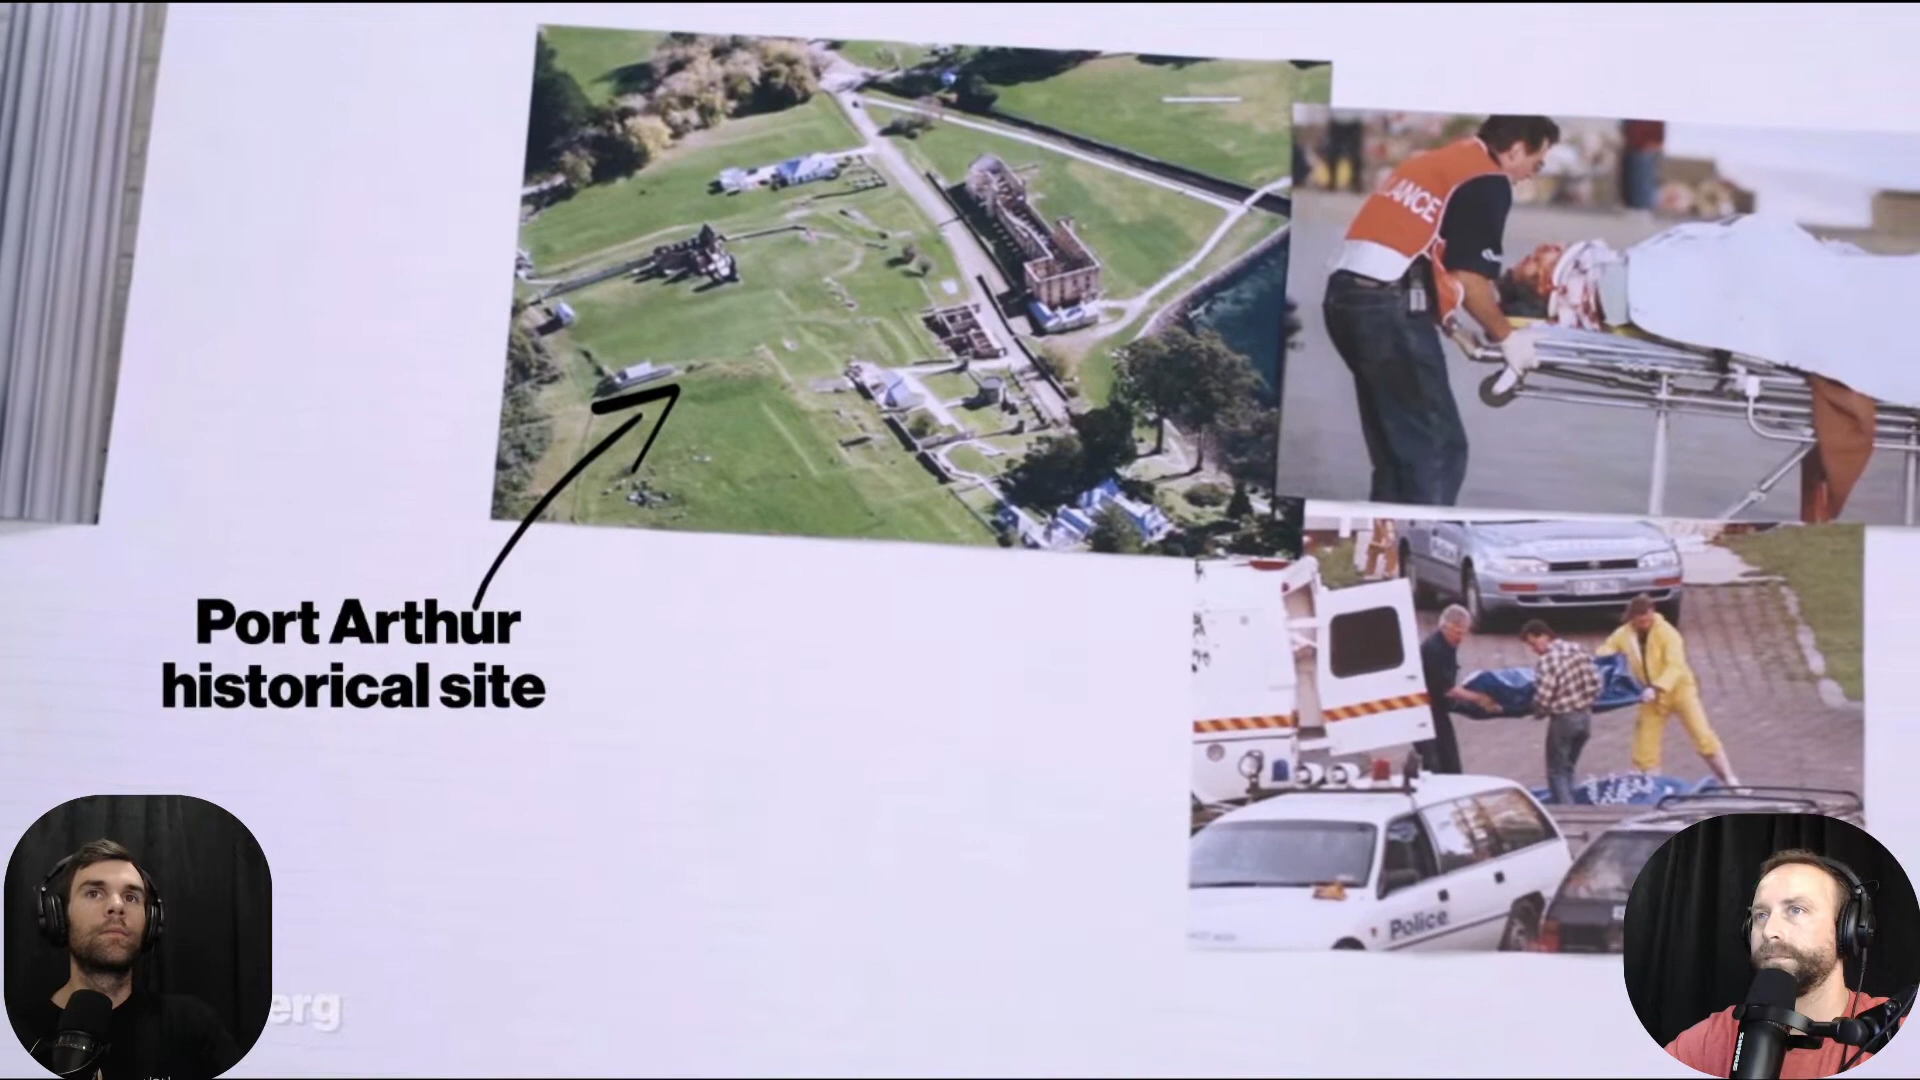 LANCE
Port Arthur
historical site
Police
erg